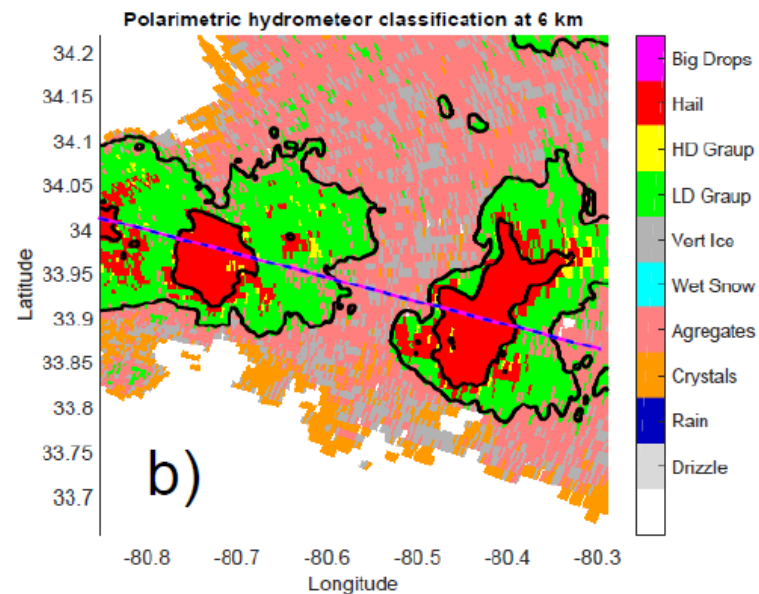 Polarimetric hydrometeor classification at 6 km
34.2
34.15
34.1
34.05
34
33.95
33.9
33.85
33.8
33.75
33.7
Latitude
b)
-80.8 -80.7 -80.6 -80.5 -80.4 -80.3
Longitude
Big Drops
Hail
HD Graup
LD Graup
Vert Ice
Wet Snow
Agregates
Crystals
Rain
Drizzle